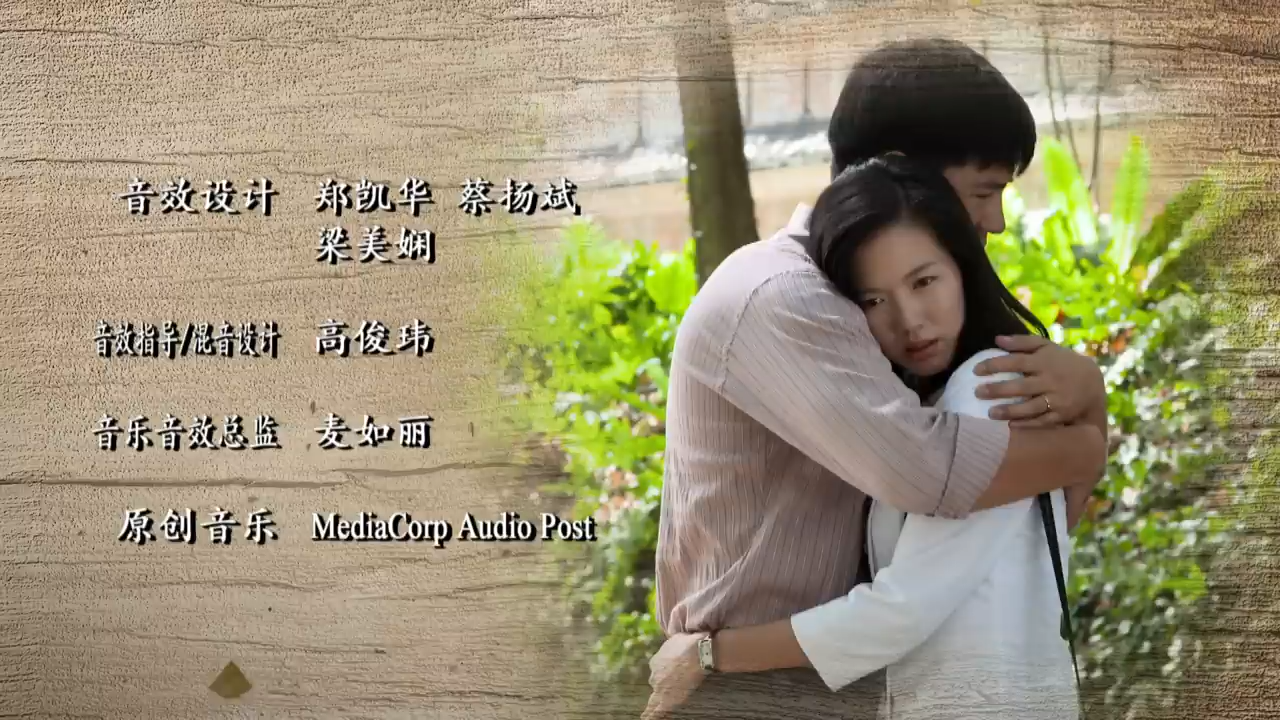 音效设计 郑凯华 蔡扬斌
梁美娴
音效指导/混音设计 高俊玮
音乐音效总监 麦如丽
原创音乐 MediaCorp Audio Post